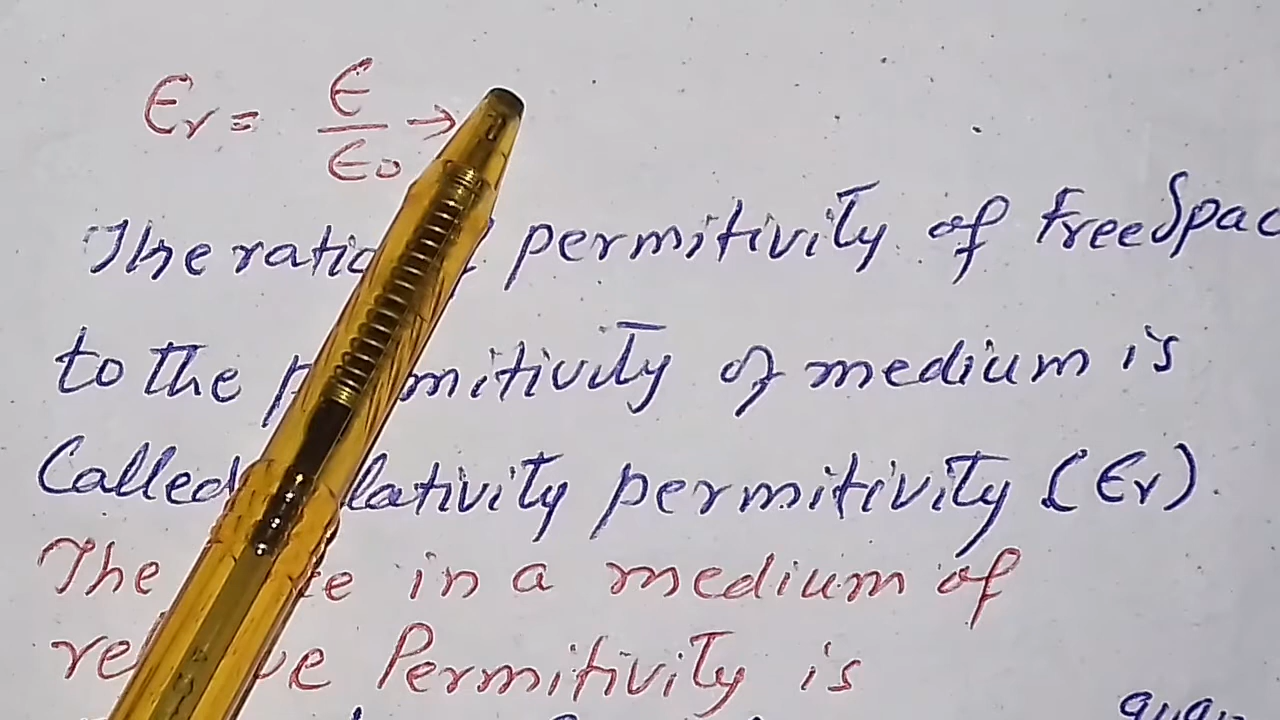 Er = E/E0 →
The ratio permitivity of FreeSpac
to the mitivity of medium is
Called lativity permitivity (Er).
The in a medium of
Permitivity is